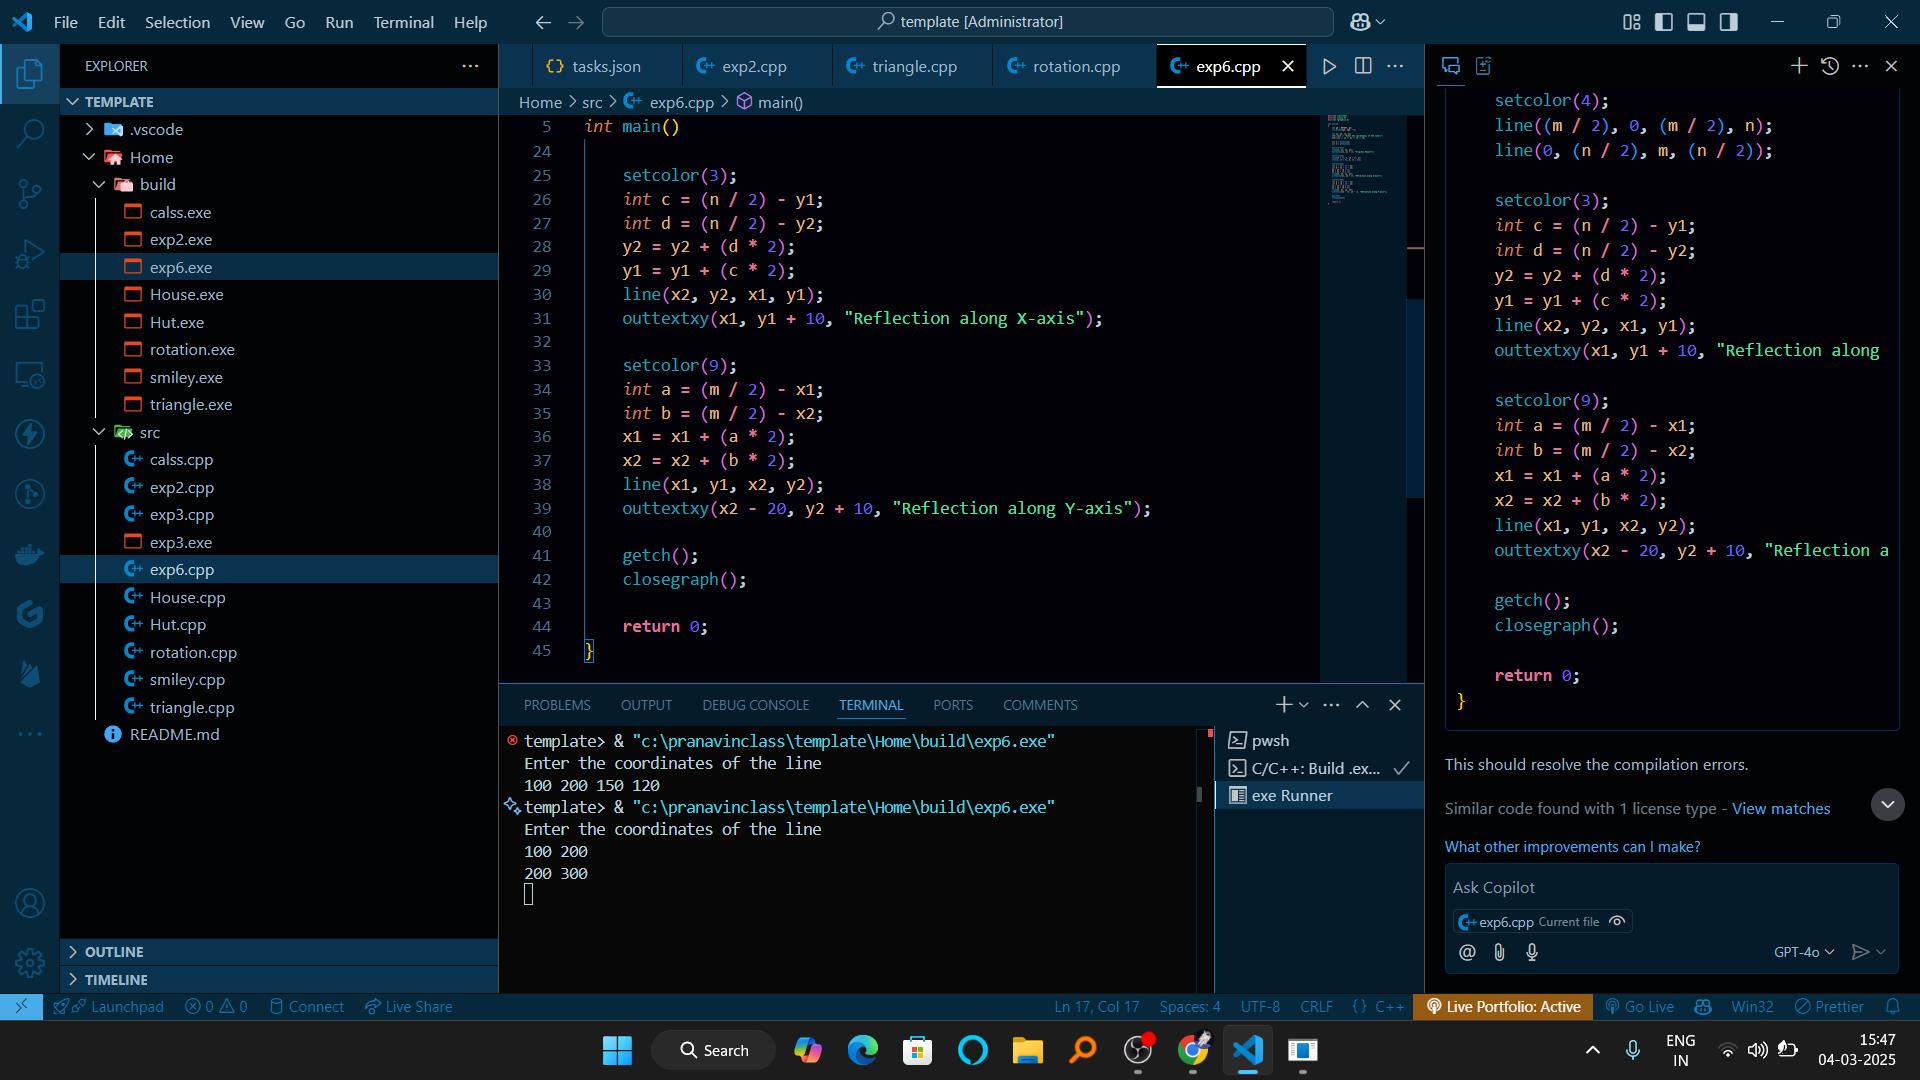 File Edit Selection View Go Run Terminal Help
template [Administrator]
EXPLORER
TEMPLATE
.vscode
Home
build
calss.exe
exp2.exe
exp6.exe
House.exe
Hut.exe
rotation.exe
smiley.exe
triangle.exe
src
calss.cpp
exp2.cpp
exp3.cpp
exp3.exe
exp6.cpp
House.cpp
Hut.cpp
rotation.cpp
smiley.cpp
triangle.cpp
README.md
OUTLINE
TIMELINE
tasks.json exp2.cpp triangle.cpp rotation.cpp exp6.cpp
Home > src > exp6.cpp > main()
5 int main()
24
25 setcolor(3);
26 int c = (n / 2) - y1;
27 int d = (n / 2) - y2;
28 y2 = y2 + (d * 2);
29 y1 = y1 + (c * 2);
30 line(x2, y2, x1, y1);
31 outtextxy(x1, y1 + 10, "Reflection along X-axis");
32
33 setcolor(9);
34 int a = (m / 2) - x1;
35 int b = (m / 2) - x2;
36 x1 = x1 + (a * 2);
37 x2 = x2 + (b * 2);
38 line(x1, y1, x2, y2);
39 outtextxy(x2 - 20, y2 + 10, "Reflection along Y-axis");
40
41 getch();
42 closegraph();
43
44 return 0;
45 }
PROBLEMS OUTPUT DEBUG CONSOLE TERMINAL PORTS COMMENTS
template> & "c:\pranavinclass\template\Home\build\exp6.exe"
Enter the coordinates of the line
100 200 150 120
template> & "c:\pranavinclass\template\Home\build\exp6.exe"
Enter the coordinates of the line
100 200
200 300
pwsh
C/C++: Build .ex...
exe Runner
setcolor(4);
line((m / 2), 0, (m / 2), n);
line(0, (n / 2), m, (n / 2));
setcolor(3);
int c = (n / 2) - y1;
int d = (n / 2) - y2;
y2 = y2 + (d * 2);
y1 = y1 + (c * 2);
line(x2, y2, x1, y1);
outtextxy(x1, y1 + 10, "Reflection along
setcolor(9);
int a = (m / 2) - x1;
int b = (m / 2) - x2;
x1 = x1 + (a * 2);
x2 = x2 + (b * 2);
line(x1, y1, x2, y2);
outtextxy(x2 - 20, y2 + 10, "Reflection a
getch();
closegraph();
return 0;
}
This should resolve the compilation errors.
Similar code found with 1 license type - View matches
What other improvements can I make?
Ask Copilot
exp6.cpp Current file
GPT-4o
Launchpad 0 0 Connect Live Share Ln 17, Col 17 Spaces: 4 UTF-8 CRLF {} C++ Live Portfolio: Active Go Live Win32 Prettier
Search
ENG
IN
15:47
04-03-2025